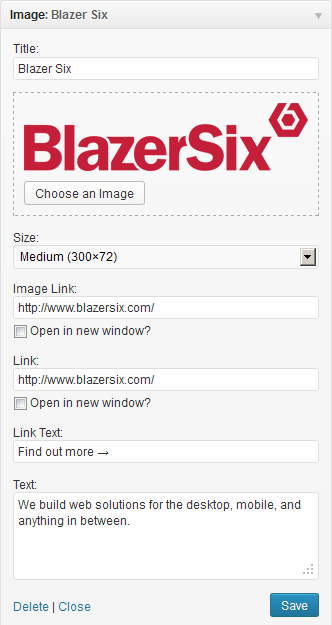 Image: Blazer Six
Title:
Blazer Six
BlazerSix
Choose an Image
Size:
Medium (300×72)
Image Link:
http://www.blazersix.com/
Open in new window?
Link:
http://www.blazersix.com/
Open in new window?
Link Text:
Find out more →
Text:
We build web solutions for the desktop, mobile, and
anything in between.
Delete | Close
Save